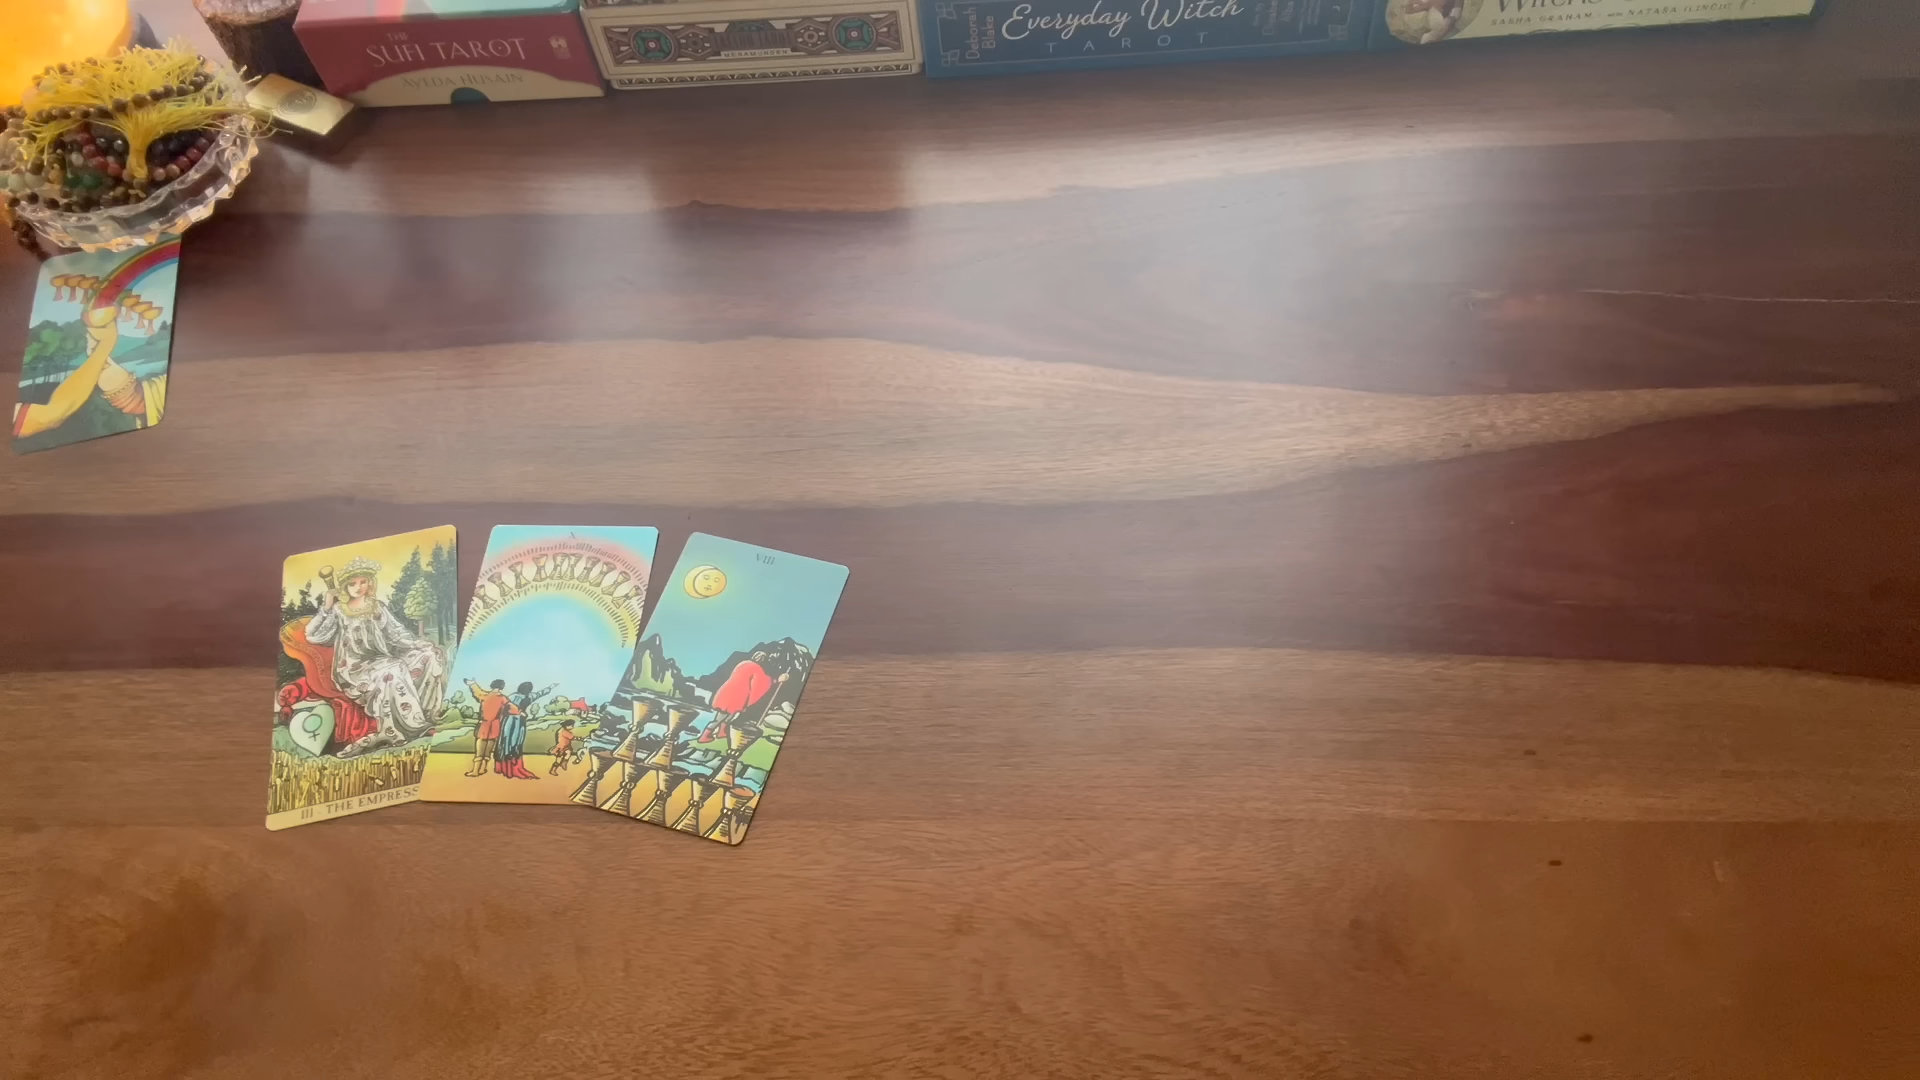 THE
SUFI TAROT
AYEDA HUSAIN
Deborah
Blake
Everyday Witch
TAROT
SASHA GRAHAM
NATASA ILINCIC
X
VIII
III · THE EMPRESS